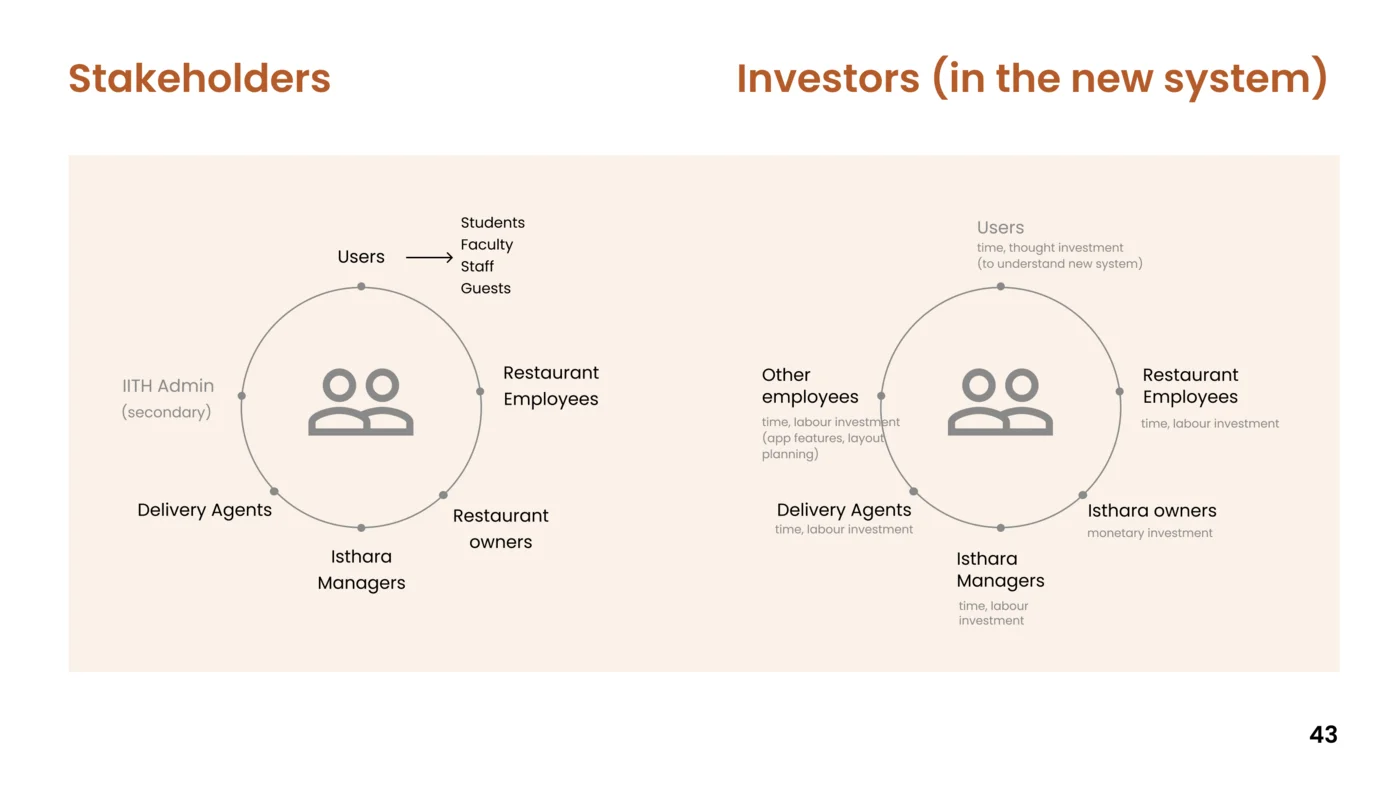 Stakeholders
Investors (in the new system)
Users
Students
Faculty
Staff
Guests
Restaurant
Employees
Restaurant
owners
Isthara
Managers
Delivery Agents
IITH Admin
(secondary)
Users
time, thought investment
(to understand new system)
Restaurant
Employees
time, labour investment
Isthara owners
monetary investment
Isthara
Managers
time, labour
investment
Delivery Agents
time, labour investment
Other
employees
time, labour investment
(app features, layout
planning)
43